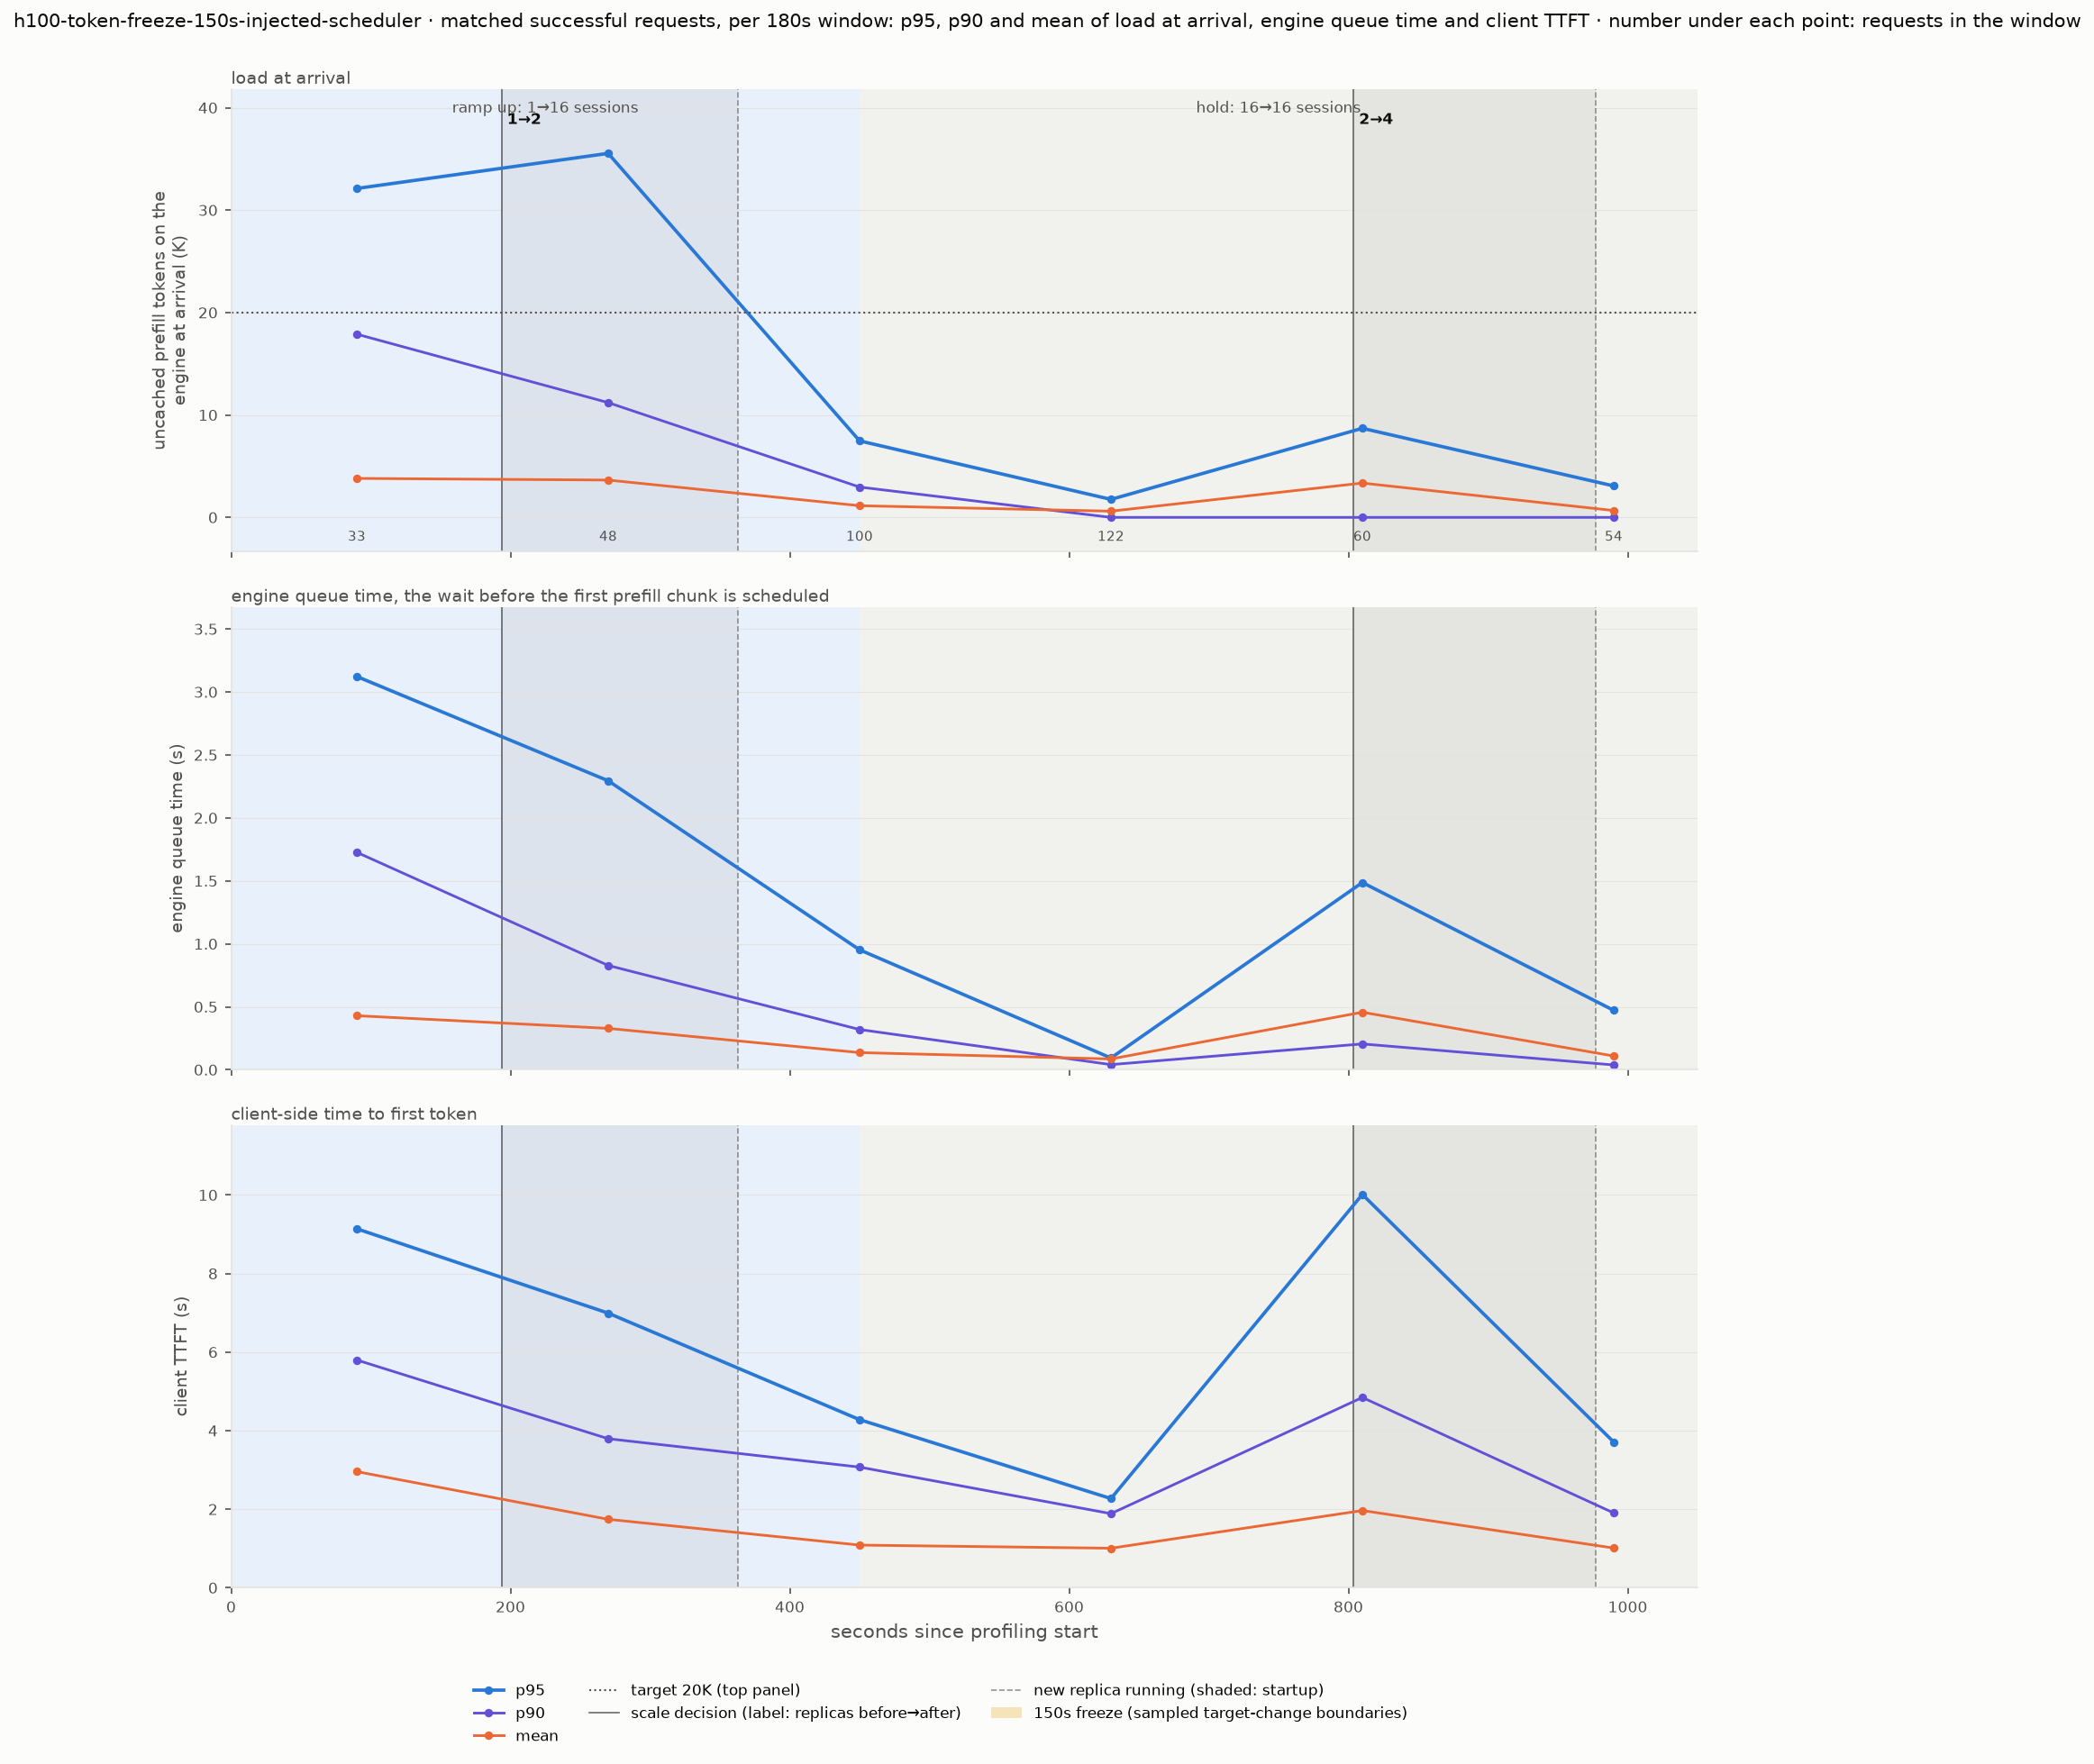 h100-token-freeze-150s-injected-scheduler · matched successful requests, per 180s window: p95, p90 and mean of load at arrival, engine queue time and client TTFT · number under each point: requests in the window
load at arrival
ramp up: 1→16 sessions
hold: 16→16 sessions
1→2
2→4
uncached prefill tokens on the
engine at arrival (K)
40
30
20
10
0
33
48
100
122
60
54
engine queue time, the wait before the first prefill chunk is scheduled
engine queue time (s)
3.5
3.0
2.5
2.0
1.5
1.0
0.5
0.0
client-side time to first token
client TTFT (s)
10
8
6
4
2
0
0
200
400
600
800
1000
seconds since profiling start
p95
p90
mean
target 20K (top panel)
scale decision (label: replicas before→after)
new replica running (shaded: startup)
150s freeze (sampled target-change boundaries)